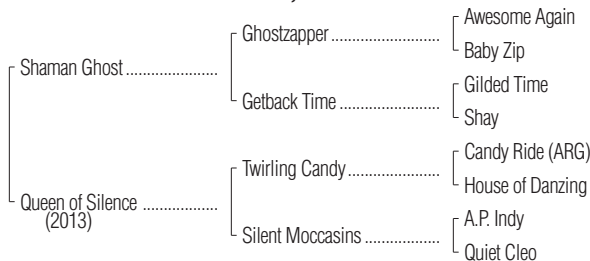 Awesome Again
Ghostzapper
Baby Zip
Shaman Ghost
Gilded Time
Getback Time
Shay
Candy Ride (ARG)
Twirling Candy
House of Danzing
Queen of Silence
(2013)
A.P. Indy
Silent Moccasins
Quiet Cleo